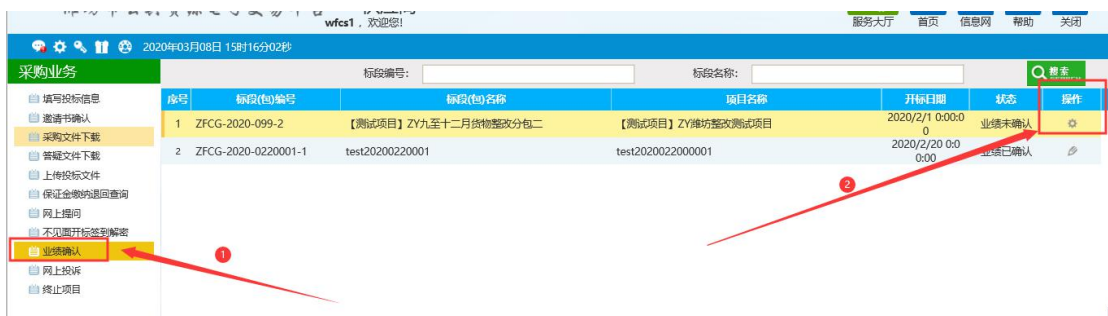 wfcs1，欢迎您!
服务大厅 首页 信息网 帮助 关闭
2020年03月08日 15时16分02秒
采购业务
标段编号： 标段名称： 搜索
填写投标信息
邀请书确认
采购文件下载
答疑文件下载
上传投标文件
保证金缴纳退回查询
网上提问
不见面开标签到解密
业绩确认
网上投诉
终止项目
序号 标段(包)编号 标段(包)名称 项目名称 开标日期 状态 操作
1 ZFCG-2020-099-2 【测试项目】ZY九至十二月货物整改分包二 【测试项目】ZY潍坊整改测试项目 2020/2/1 0:00:0
0 业绩未确认
2 ZFCG-2020-0220001-1 test20200220001 test2020022000001 2020/2/20 0:0
0:00 业绩已确认
1
2